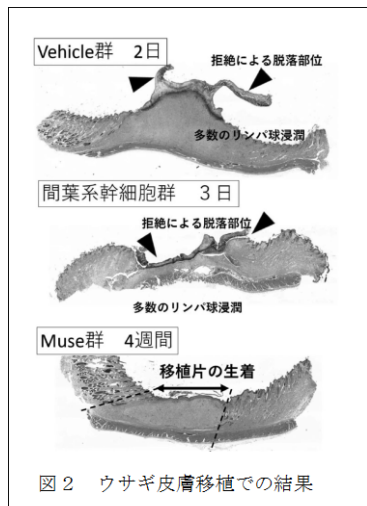 Vehicle群 2日
拒絶による脱落部位
多数のリンパ球浸潤
間葉系幹細胞群 3日
拒絶による脱落部位
多数のリンパ球浸潤
Muse群 4週間
移植片の生着
図2 ウサギ皮膚移植での結果